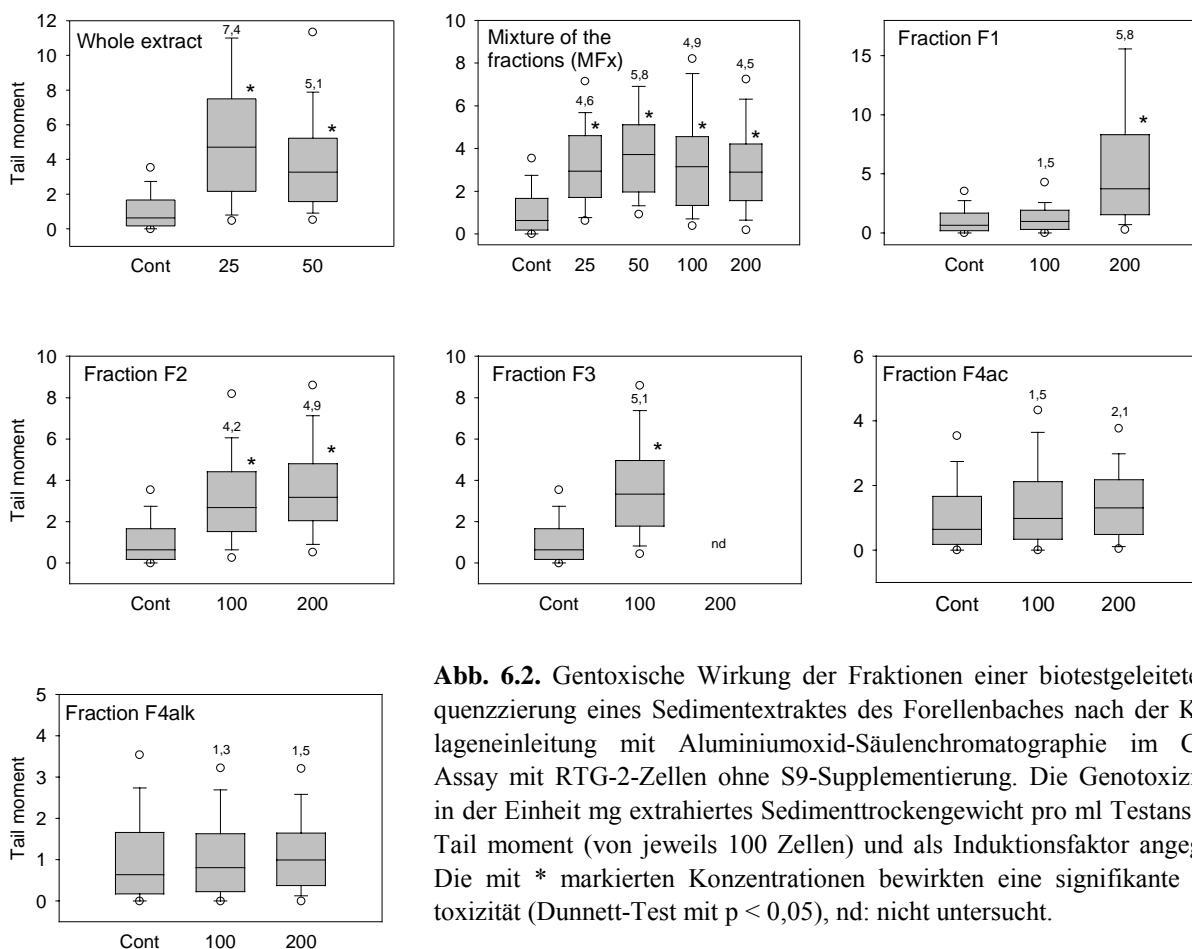 Whole extract
Tail moment
12
10
8
6
4
2
0
7,4
*
5,1
*
Cont 25 50
Mixture of the
fractions (MFx)
10
8
6
4
2
0
4,6
*
5,8
*
4,9
*
4,5
*
Cont 25 50 100 200
Fraction F1
15
10
5
0
1,5
5,8
*
Cont 100 200
Fraction F2
Tail moment
10
8
6
4
2
0
4,2
*
4,9
*
Cont 100 200
Fraction F3
10
8
6
4
2
0
5,1
*
nd
Cont 100 200
Fraction F4ac
6
4
2
0
1,5
2,1
Cont 100 200
Fraction F4alk
Tail moment
5
4
3
2
1
0
1,3
1,5
Cont 100 200
Abb. 6.2. Gentoxische Wirkung der Fraktionen einer biotestgeleitete
quenzzierung eines Sedimentextraktes des Forellenbaches nach der K
lageneinleitung mit Aluminiumoxid-Säulenchromatographie im C
Assay mit RTG-2-Zellen ohne S9-Supplementierung. Die Genotoxizi
in der Einheit mg extrahiertes Sedimenttrockengewicht pro ml Testans
Tail moment (von jeweils 100 Zellen) und als Induktionsfaktor angeg
Die mit * markierten Konzentrationen bewirkten eine signifikante
toxizität (Dunnett-Test mit p < 0,05), nd: nicht untersucht.